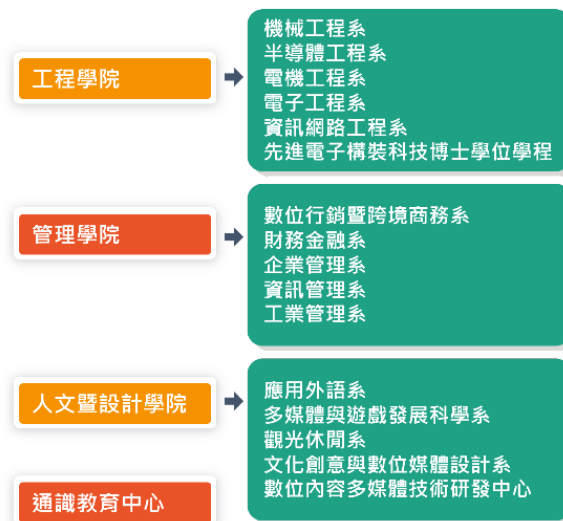 工程學院
機械工程系
半導體工程系
電機工程系
電子工程系
資訊網路工程系
先進電子構裝科技博士學位學程
管理學院
數位行銷暨跨境商務系
財務金融系
企業管理系
資訊管理系
工業管理系
人文暨設計學院
應用外語系
多媒體與遊戲發展科學系
觀光休閒系
文化創意與數位媒體設計系
數位內容多媒體技術研發中心
通識教育中心